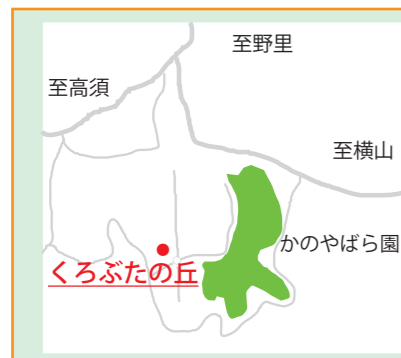 至野里
至高須
至横山
かのやばら園
くろぶたの丘